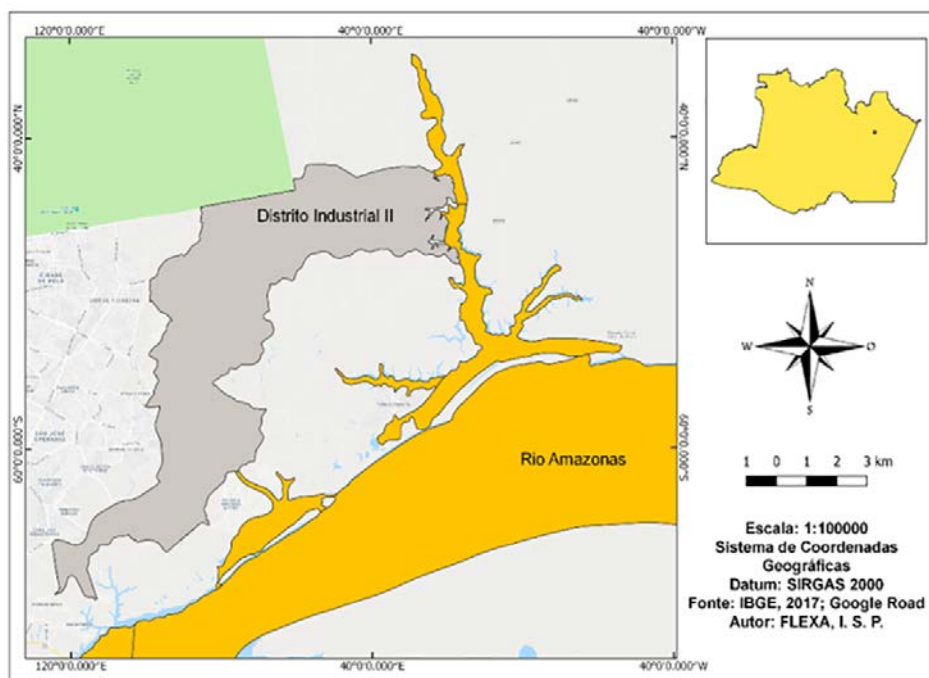 120°0'0.000"E
40°0'0.000"E
40°0'0.000"W
40°0'0.000"N
40°0'0.000"N
Distrito Industrial II
CIDADE
DE DEUS
N
W
O
S
60°0'0.000"S
60°0'0.000"S
Rio Amazonas
1 0 1 2 3 km
Escala: 1:100000
Sistema de Coordenadas
Geográficas
Datum: SIRGAS 2000
Fonte: IBGE, 2017; Google Road
Autor: FLEXA, I. S. P.
120°0'0.000"E
40°0'0.000"E
40°0'0.000"W